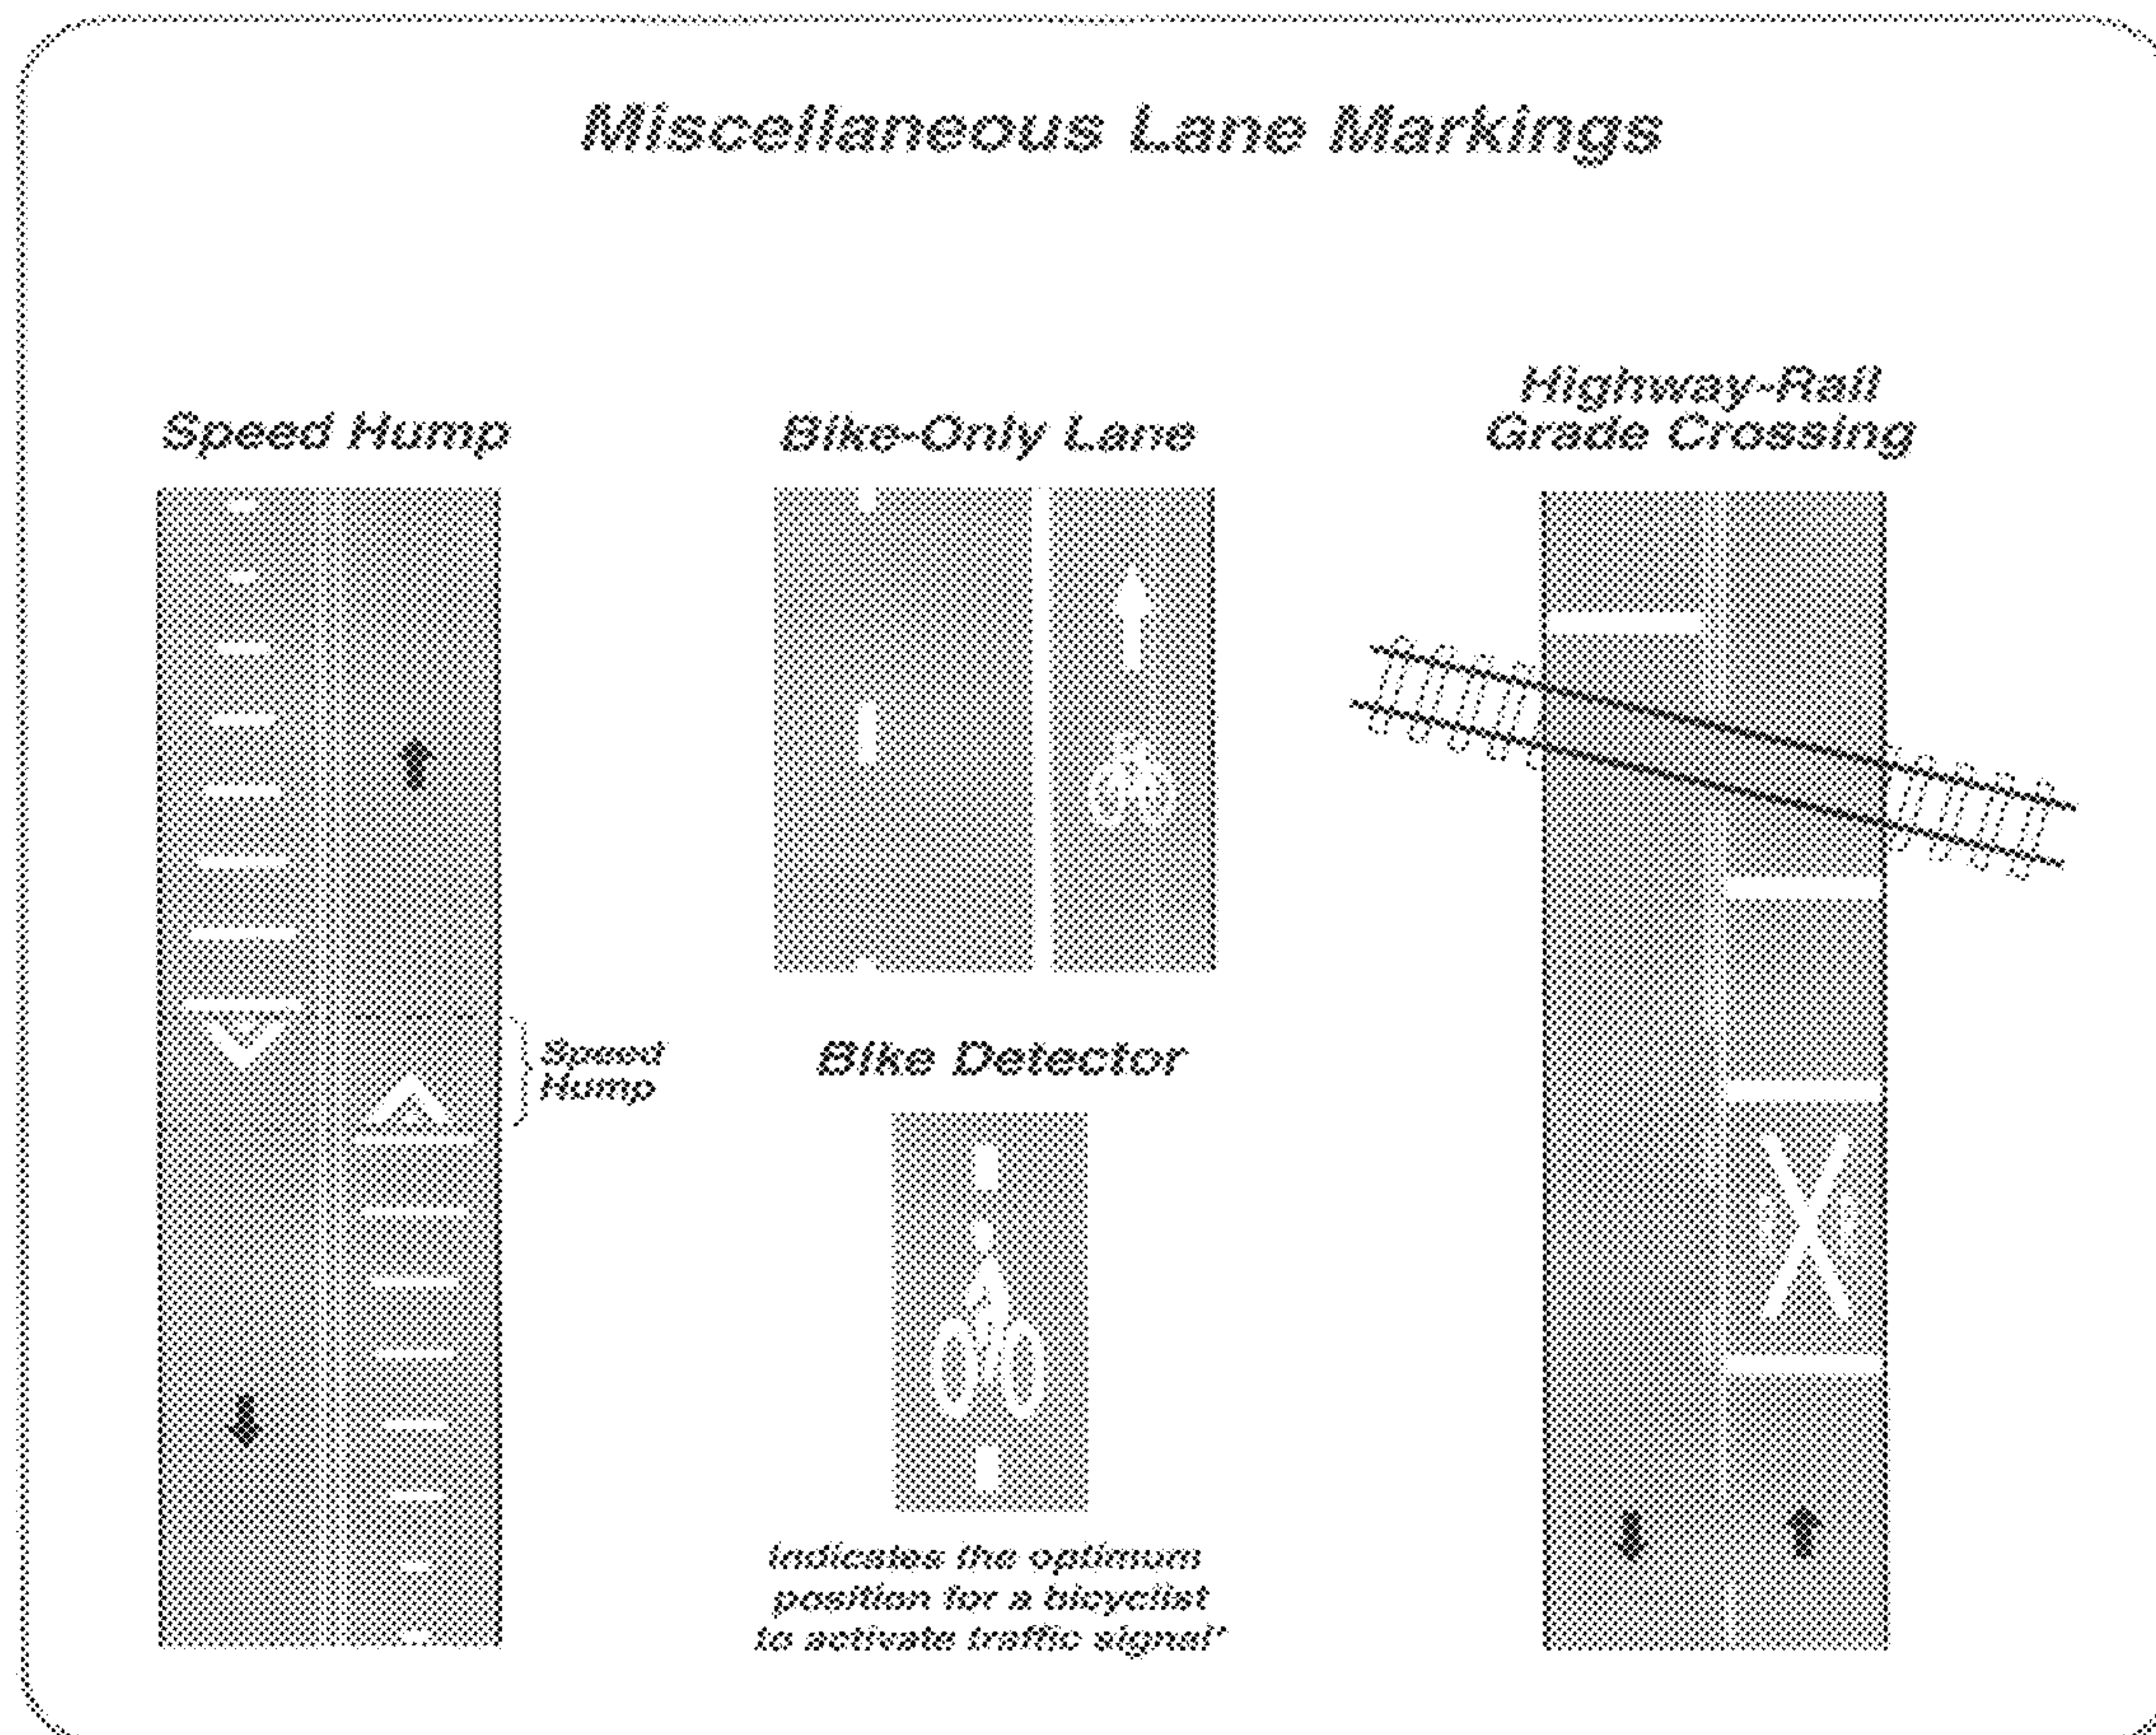 Miscellaneous Lane Markings
Speed Hump
Bike-Only Lane
Highway-Rail
Grade Crossing
Speed
Hump
Bike Detector
Indicates the optimum
position for a bicyclist
to activate traffic signal